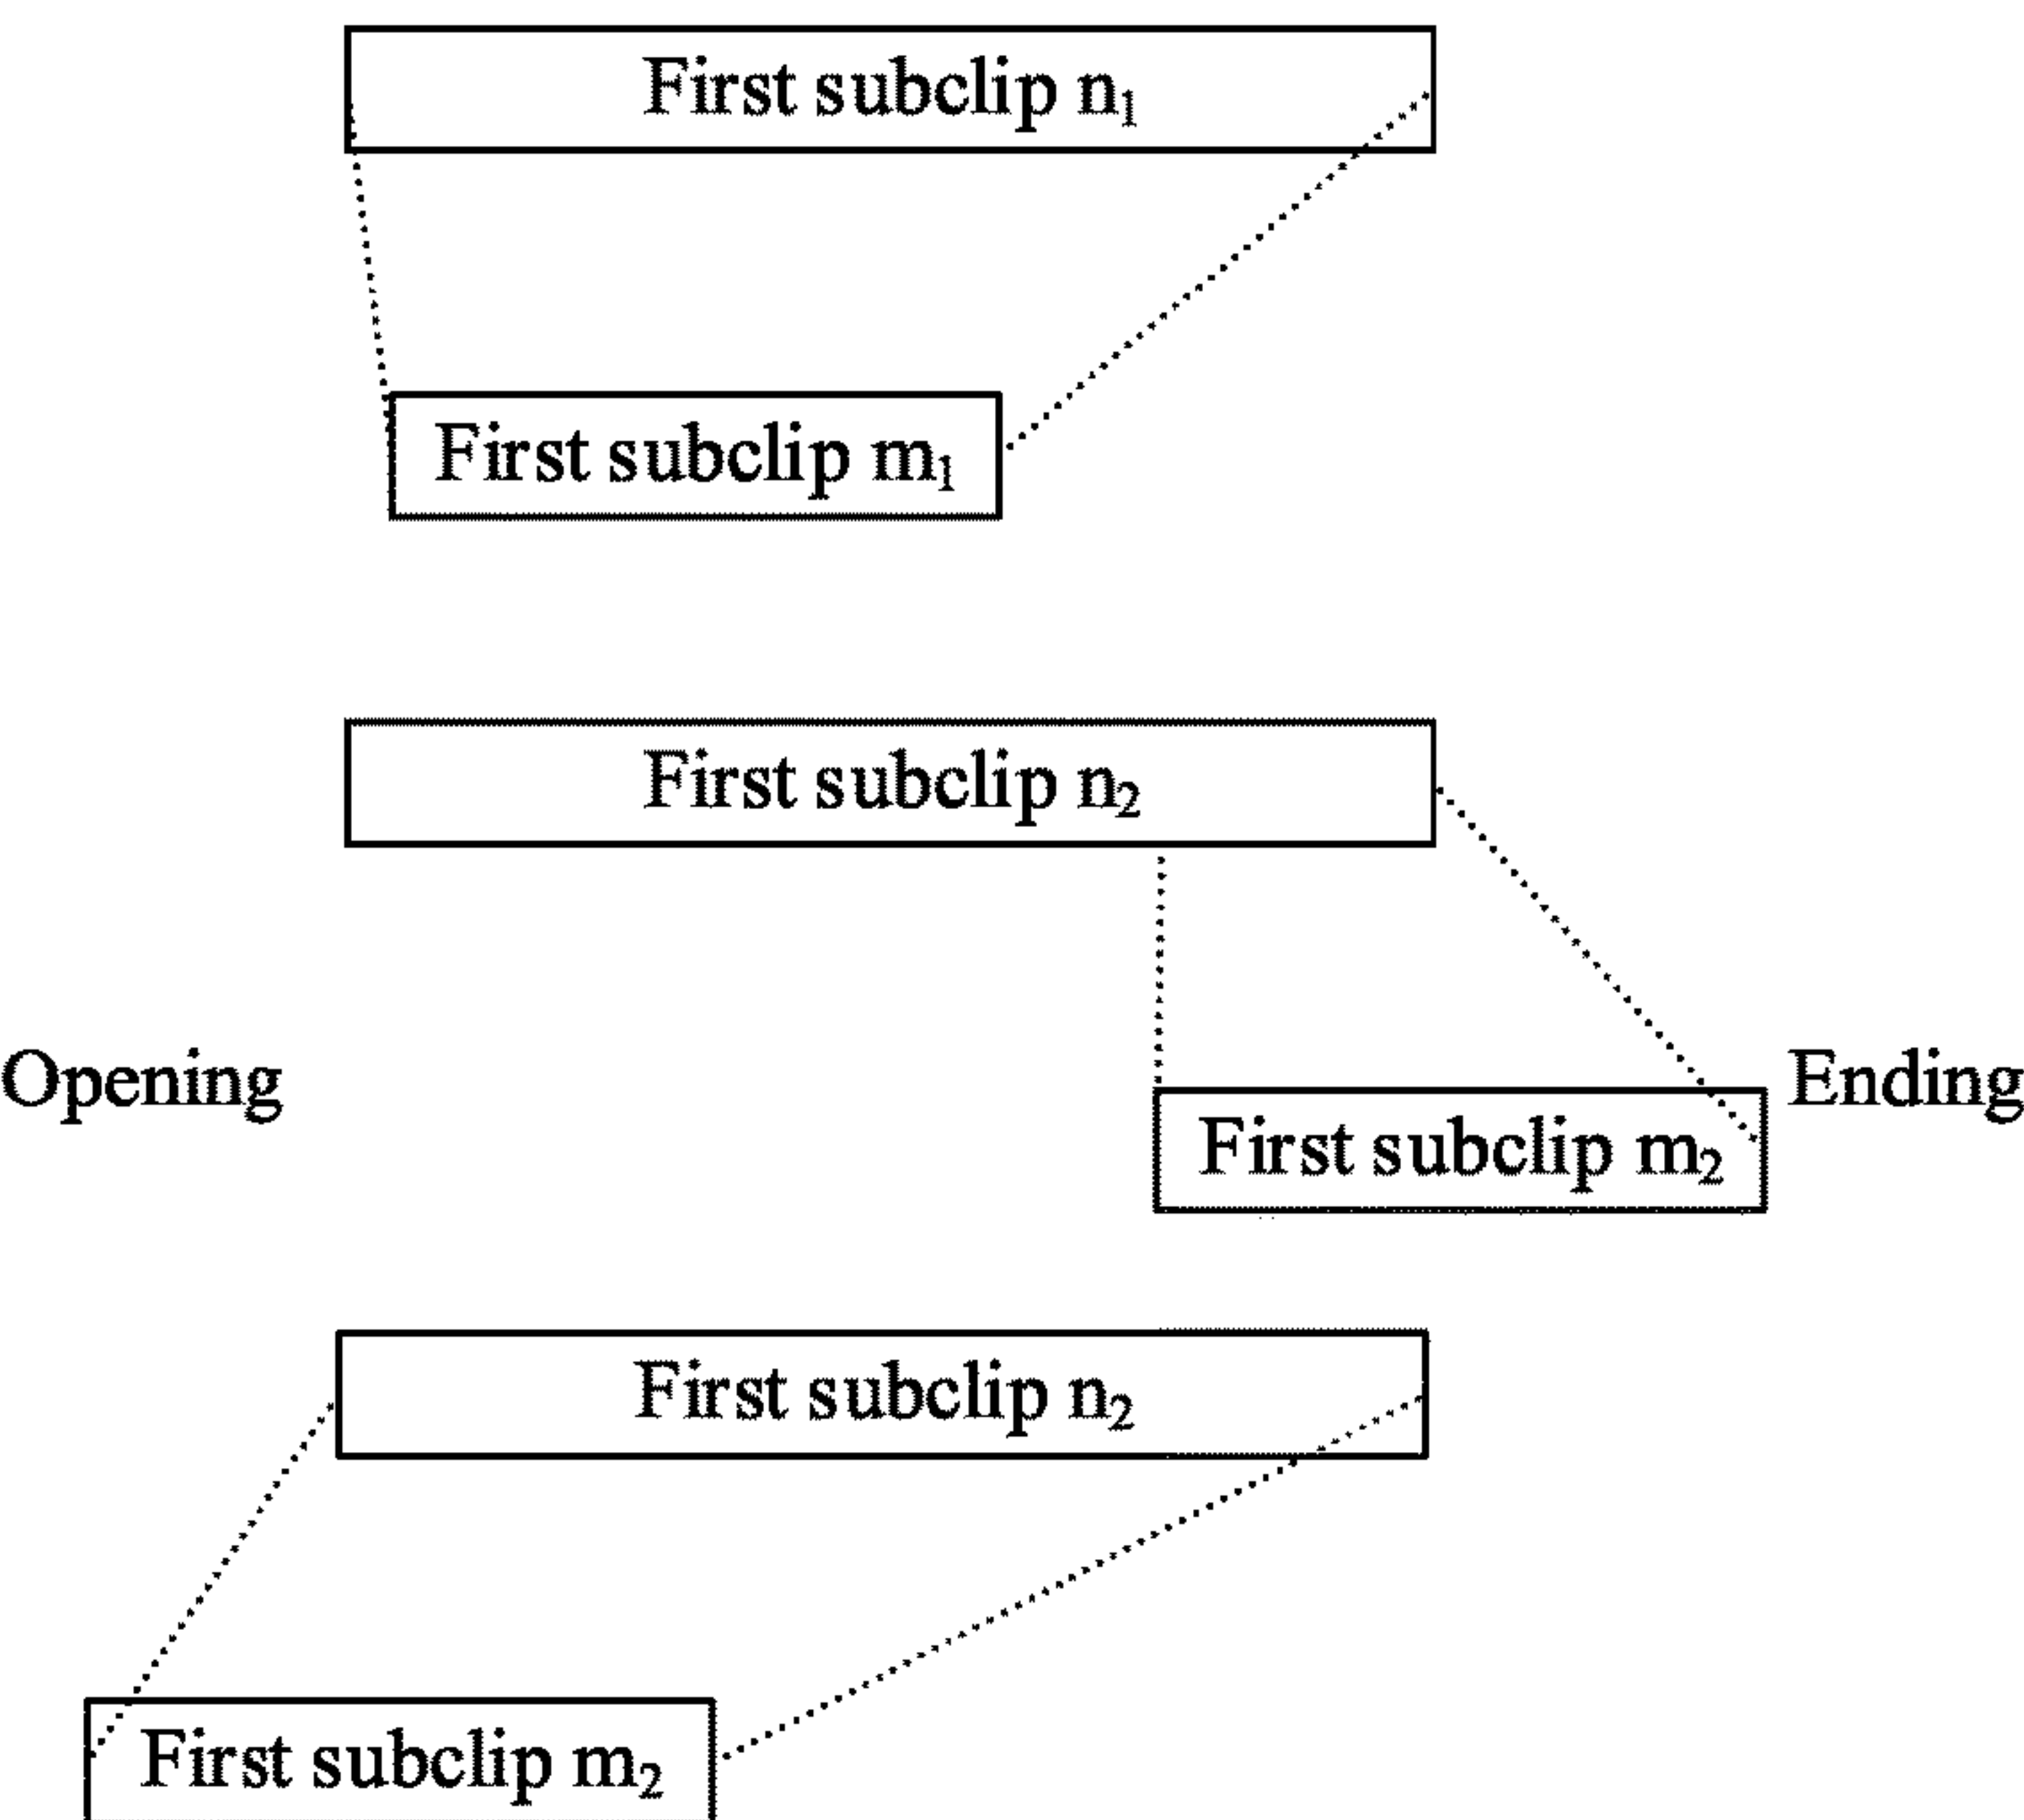 First subclip n₁
First subclip m₁
First subclip n₂
Opening
Ending
First subclip m₂
First subclip n₂
First subclip m₂